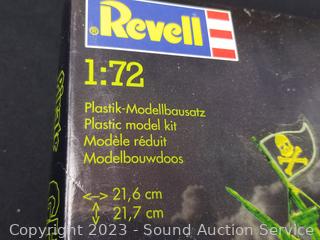 Revell
®
1:72
Plastik-Modellbausatz
Plastic model kit
Modèle réduit
Modelbouwdoos
<--> 21,6 cm
21,7 cm
Copyright © 2023 - Sound Auction Service